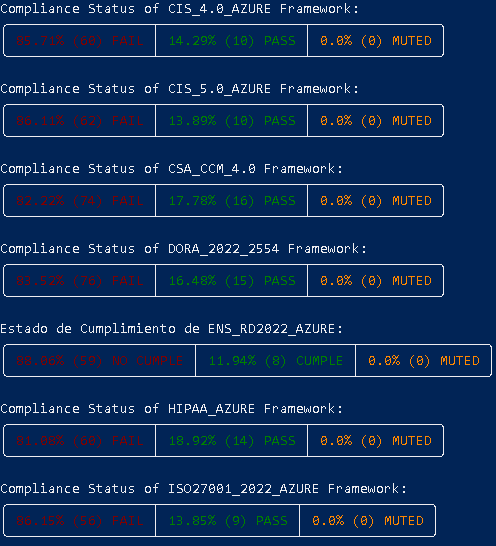 Compliance Status of CIS_4.0_AZURE Framework:
85.71% (60) FAIL 14.29% (10) PASS 0.0% (0) MUTED
Compliance Status of CIS_5.0_AZURE Framework:
86.11% (62) FAIL 13.89% (10) PASS 0.0% (0) MUTED
Compliance Status of CSA_CCM_4.0 Framework:
82.22% (74) FAIL 17.78% (16) PASS 0.0% (0) MUTED
Compliance Status of DORA_2022_2554 Framework:
83.52% (76) FAIL 16.48% (15) PASS 0.0% (0) MUTED
Estado de Cumplimiento de ENS_RD2022_AZURE:
88.06% (59) NO CUMPLE 11.94% (8) CUMPLE 0.0% (0) MUTED
Compliance Status of HIPAA_AZURE Framework:
81.08% (60) FAIL 18.92% (14) PASS 0.0% (0) MUTED
Compliance Status of ISO27001_2022_AZURE Framework:
86.15% (56) FAIL 13.85% (9) PASS 0.0% (0) MUTED